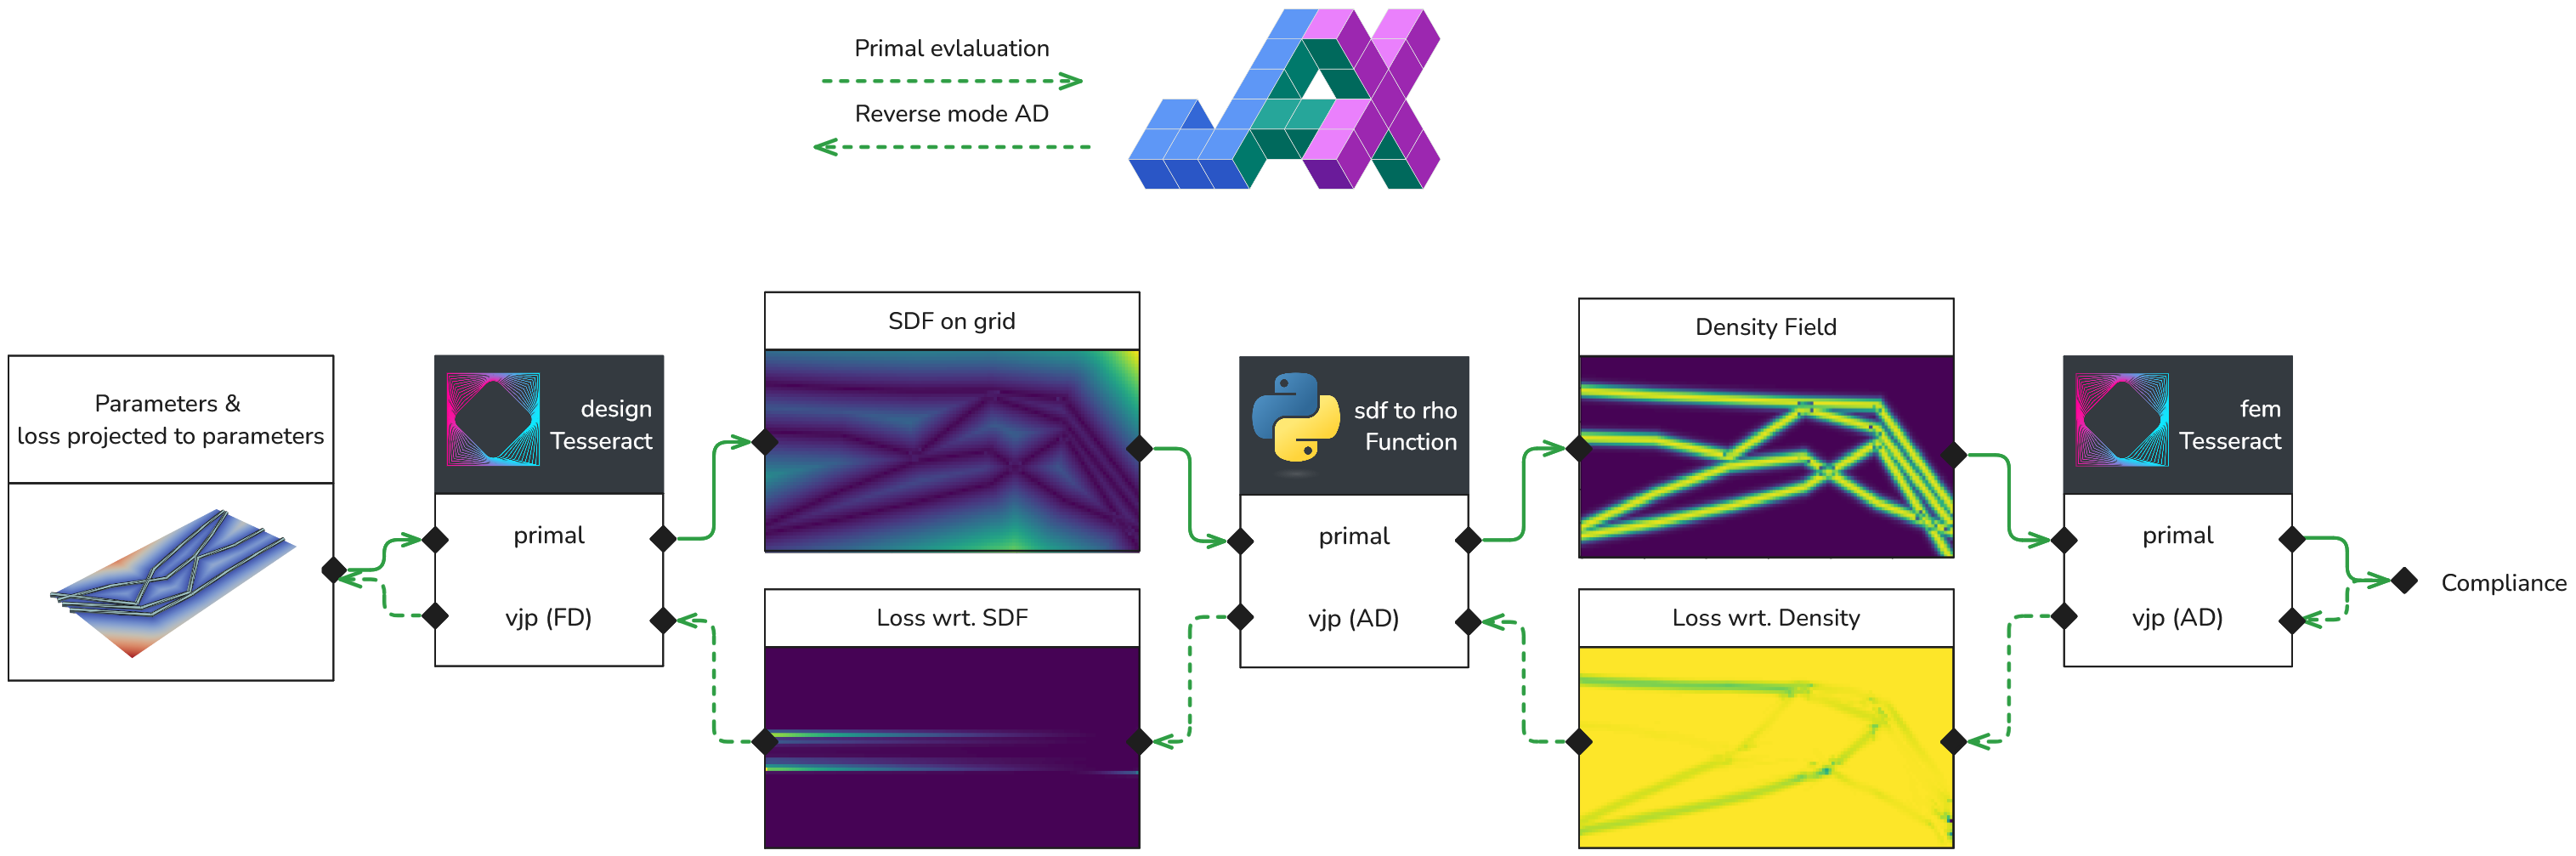 Primal evlaluation
Reverse mode AD
JAX
Parameters &
loss projected to parameters
design
Tesseract
primal
vjp (FD)
SDF on grid
Loss wrt. SDF
sdf to rho
Function
primal
vjp (AD)
Density Field
Loss wrt. Density
fem
Tesseract
primal
vjp (AD)
Compliance